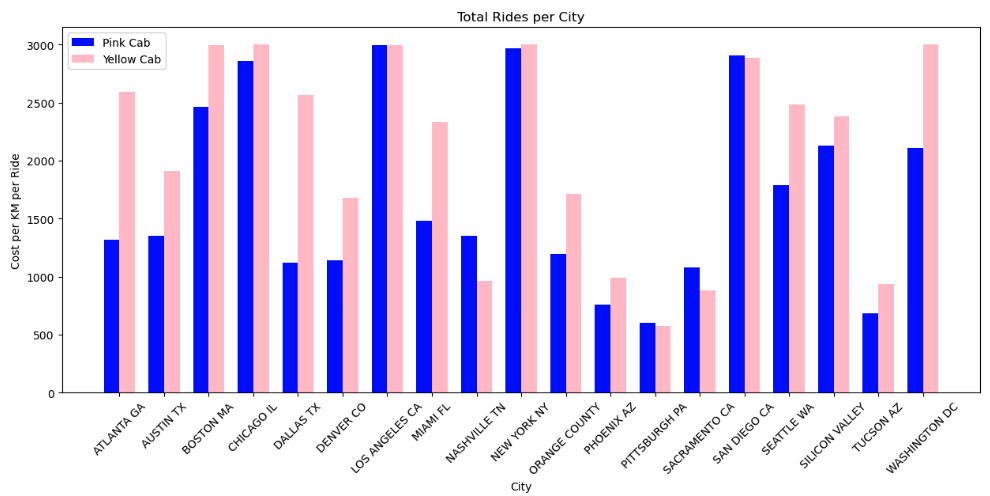 Total Rides per City
Pink Cab
Yellow Cab
Cost per KM per Ride
3000
2500
2000
1500
1000
500
0
ATLANTA GA
AUSTIN TX
BOSTON MA
CHICAGO IL
DALLAS TX
DENVER CO
LOS ANGELES CA
MIAMI FL
NASHVILLE TN
NEW YORK NY
ORANGE COUNTY
PHOENIX AZ
PITTSBURGH PA
SACRAMENTO CA
SAN DIEGO CA
SEATTLE WA
SILICON VALLEY
TUCSON AZ
WASHINGTON DC
City